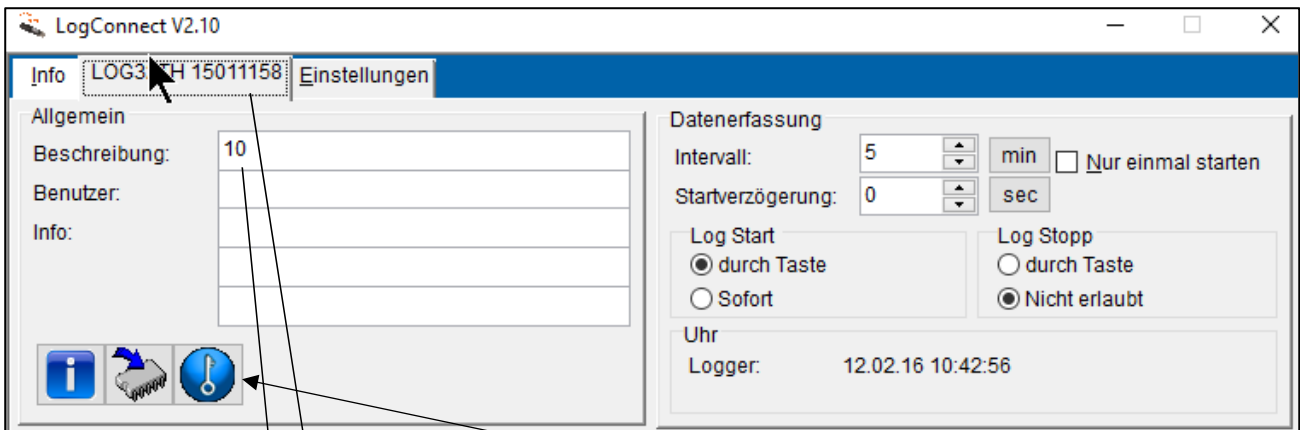 LogConnect V2.10
Info
15011158
Einstellungen
Allgemein
Beschreibung: 10
Benutzer:
Info:
Datenerfassung
Intervall: 5 min Nur einmal starten
Startverzögerung: 0 sec
Log Start
durch Taste
Sofort
Log Stopp
durch Taste
Nicht erlaubt
Uhr
Logger: 12.02.16 10:42:56